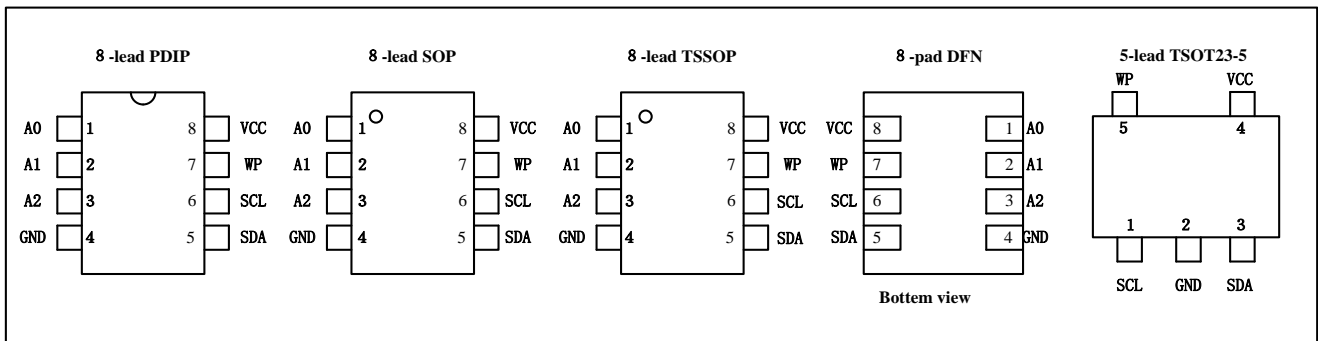 8 -lead PDIP 8 -lead SOP 8 -lead TSSOP 8 -pad DFN 5-lead TSOT23-5
WP VCC
A0 1 8 VCC A0 1 8 VCC A0 1 8 VCC VCC 8 1 A0 5 4
A1 2 7 WP A1 2 7 WP A1 2 7 WP WP 7 2 A1
A2 3 6 SCL A2 3 6 SCL A2 3 6 SCL SCL 6 3 A2
GND 4 5 SDA GND 4 5 SDA GND 4 5 SDA SDA 5 4 GND 1 2 3
SCL GND SDA
Bottem view